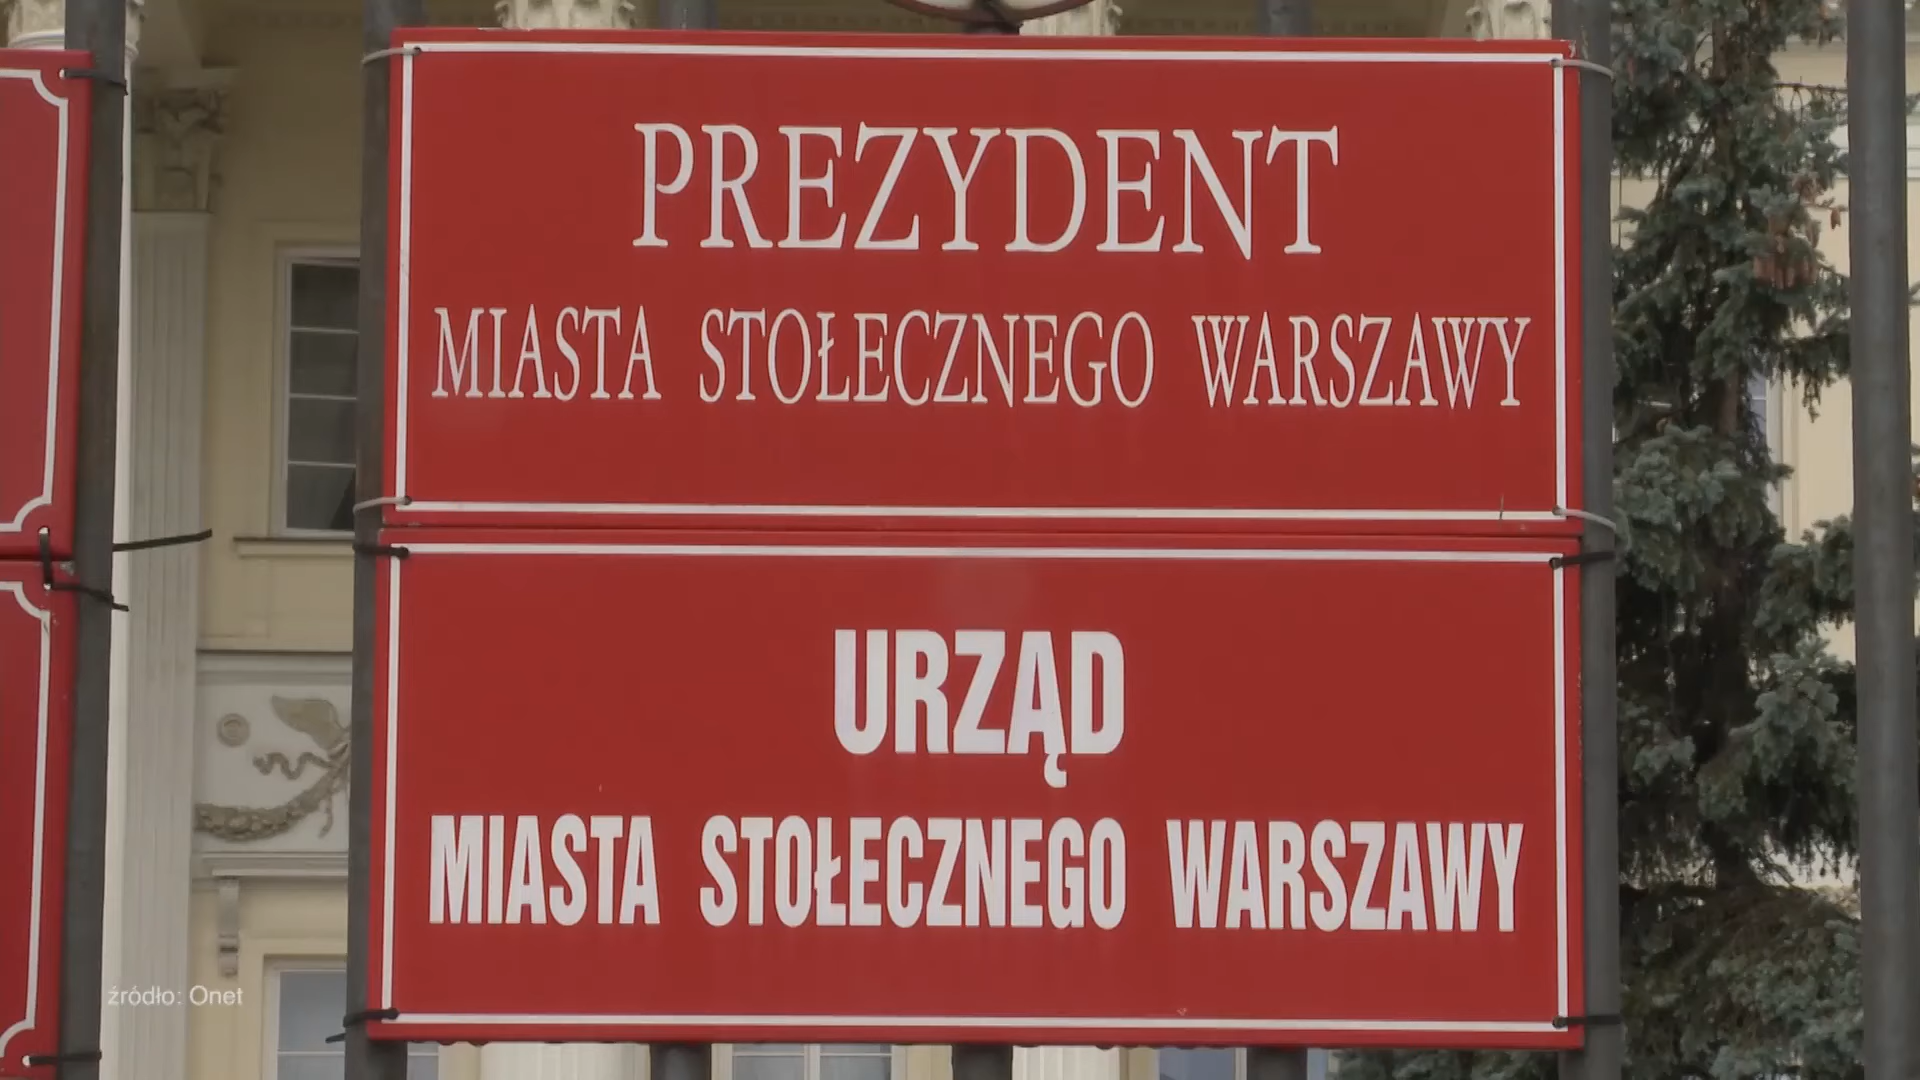 PREZYDENT
MIASTA STOŁECZNEGO WARSZAWY
URZĄD
MIASTA STOŁECZNEGO WARSZAWY
źródło: Onet